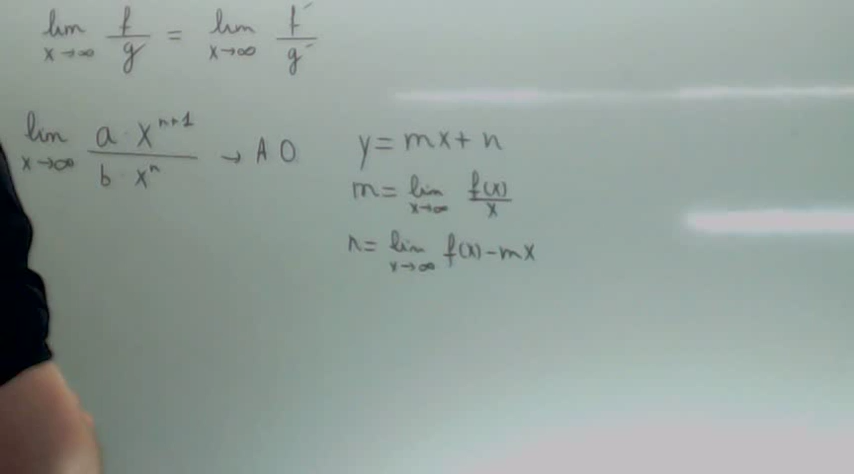 lim x→∞ f/g = lim x→∞ f´/g´
lim x→∞ a·x^(n+1) / b·x^n → A O
y = mx + n
m = lim x→∞ f(x)/x
n = lim x→∞ f(x) - mx